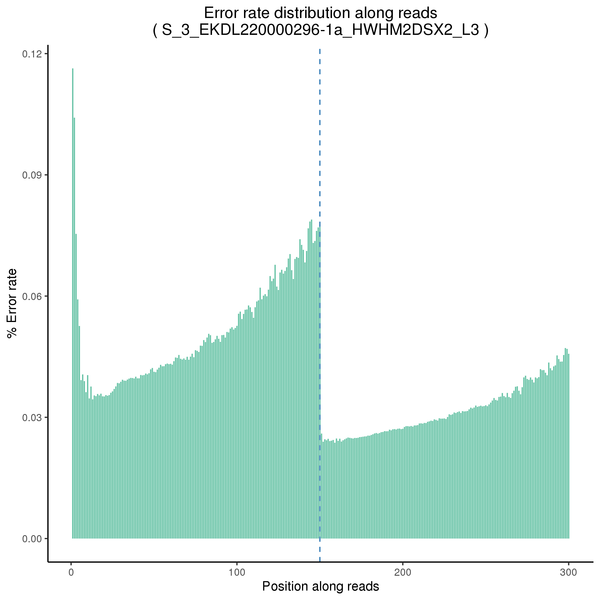 Error rate distribution along reads
( S_3_EKDL220000296-1a_HWHM2DSX2_L3 )
% Error rate
0.12
0.09
0.06
0.03
0.00
0 100 200 300
Position along reads